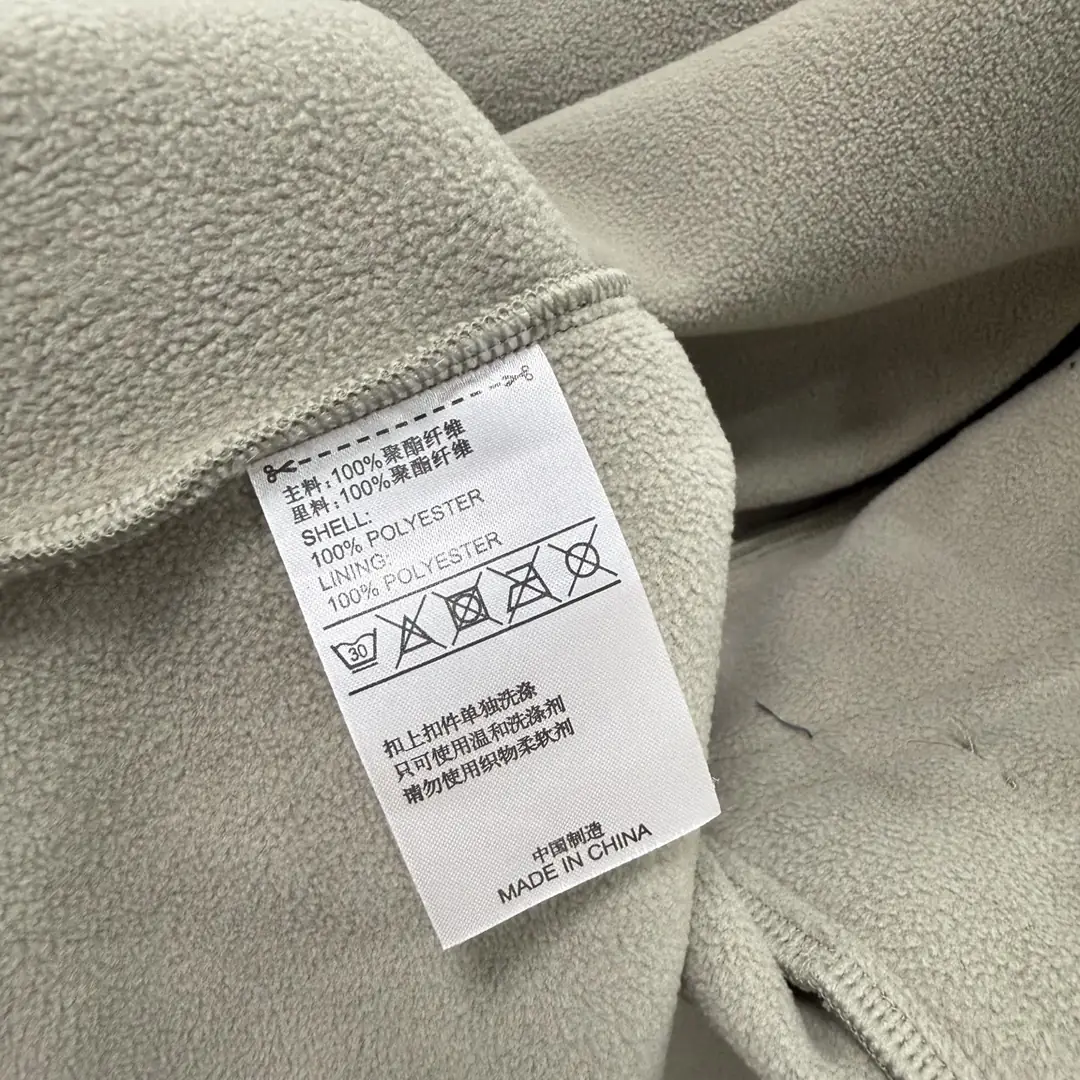 主料:100%聚酯纤维
里料:100%聚酯纤维
SHELL:
100% POLYESTER
LINING:
100% POLYESTER
30
扣上扣件单独洗涤
只可使用温和洗涤剂
请勿使用织物柔软剂
中国制造
MADE IN CHINA